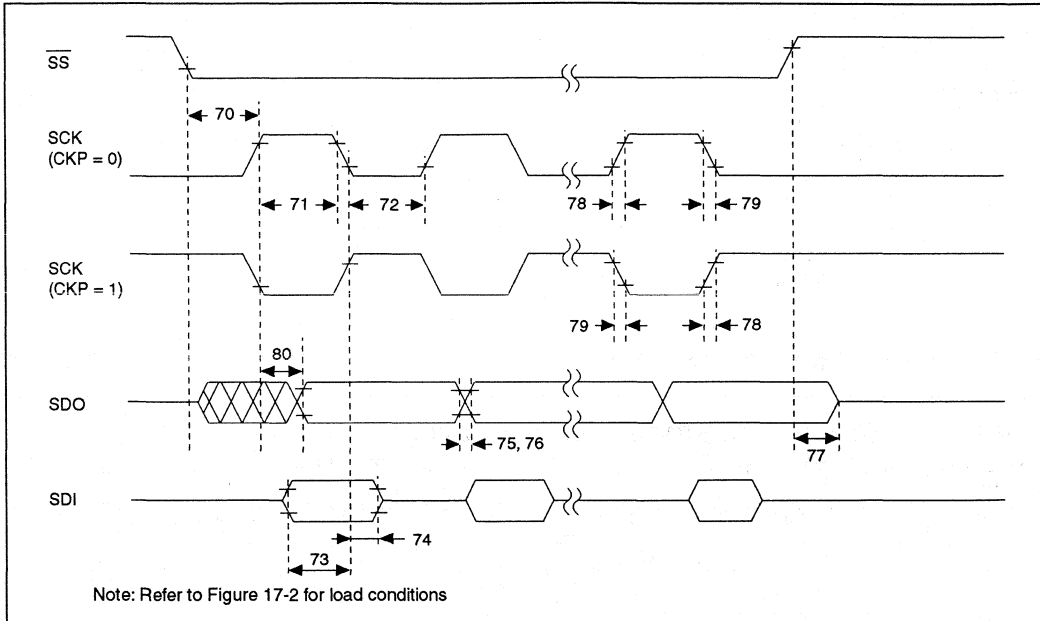 SS
70
SCK
(CKP = 0)
71
72
78
79
SCK
(CKP = 1)
79
78
80
SDO
75, 76
77
SDI
74
73
Note: Refer to Figure 17-2 for load conditions